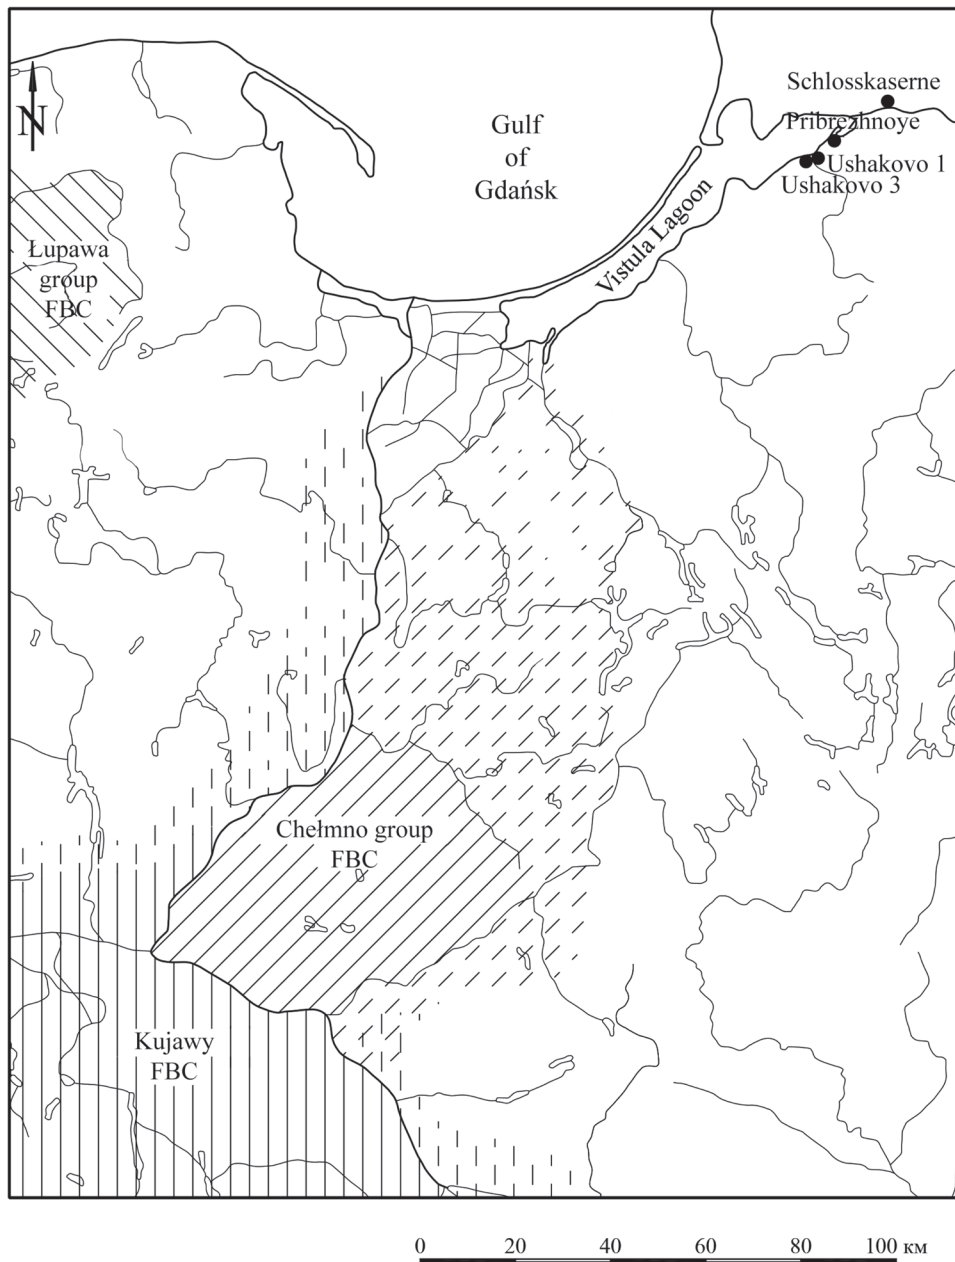 N
Gulf
of
Gdańsk
Schlosskaserne
Pribrezhnoye
Ushakovo 1
Ushakovo 3
Vistula Lagoon
Łupawa
group
FBC
Chełmno group
FBC
Kujawy
FBC
0 20 40 60 80 100 км